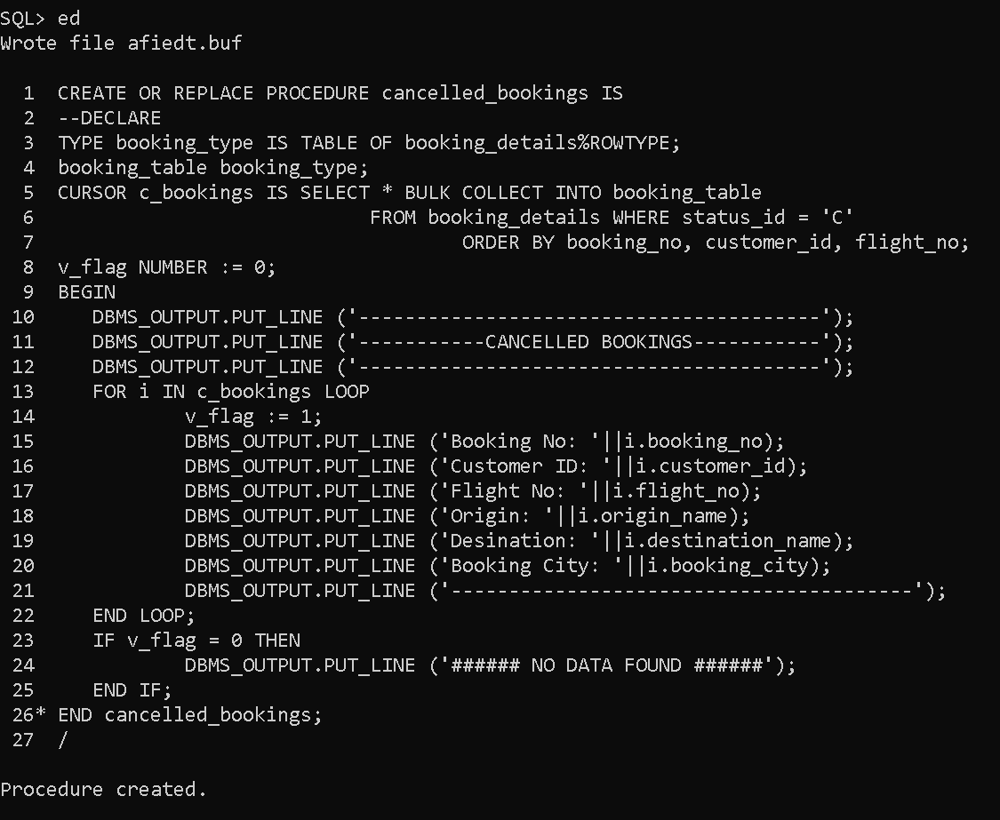 SQL> ed
Wrote file afiedt.buf
1 CREATE OR REPLACE PROCEDURE cancelled_bookings IS
2 --DECLARE
3 TYPE booking_type IS TABLE OF booking_details%ROWTYPE;
4 booking_table booking_type;
5 CURSOR c_bookings IS SELECT * BULK COLLECT INTO booking_table
6 FROM booking_details WHERE status_id = 'C'
7 ORDER BY booking_no, customer_id, flight_no;
8 v_flag NUMBER := 0;
9 BEGIN
10 DBMS_OUTPUT.PUT_LINE ('----------------------------------------');
11 DBMS_OUTPUT.PUT_LINE ('-----------CANCELLED BOOKINGS-----------');
12 DBMS_OUTPUT.PUT_LINE ('----------------------------------------');
13 FOR i IN c_bookings LOOP
14 v_flag := 1;
15 DBMS_OUTPUT.PUT_LINE ('Booking No: '||i.booking_no);
16 DBMS_OUTPUT.PUT_LINE ('Customer ID: '||i.customer_id);
17 DBMS_OUTPUT.PUT_LINE ('Flight No: '||i.flight_no);
18 DBMS_OUTPUT.PUT_LINE ('Origin: '||i.origin_name);
19 DBMS_OUTPUT.PUT_LINE ('Desination: '||i.destination_name);
20 DBMS_OUTPUT.PUT_LINE ('Booking City: '||i.booking_city);
21 DBMS_OUTPUT.PUT_LINE ('----------------------------------------');
22 END LOOP;
23 IF v_flag = 0 THEN
24 DBMS_OUTPUT.PUT_LINE ('###### NO DATA FOUND ######');
25 END IF;
26* END cancelled_bookings;
27 /
Procedure created.